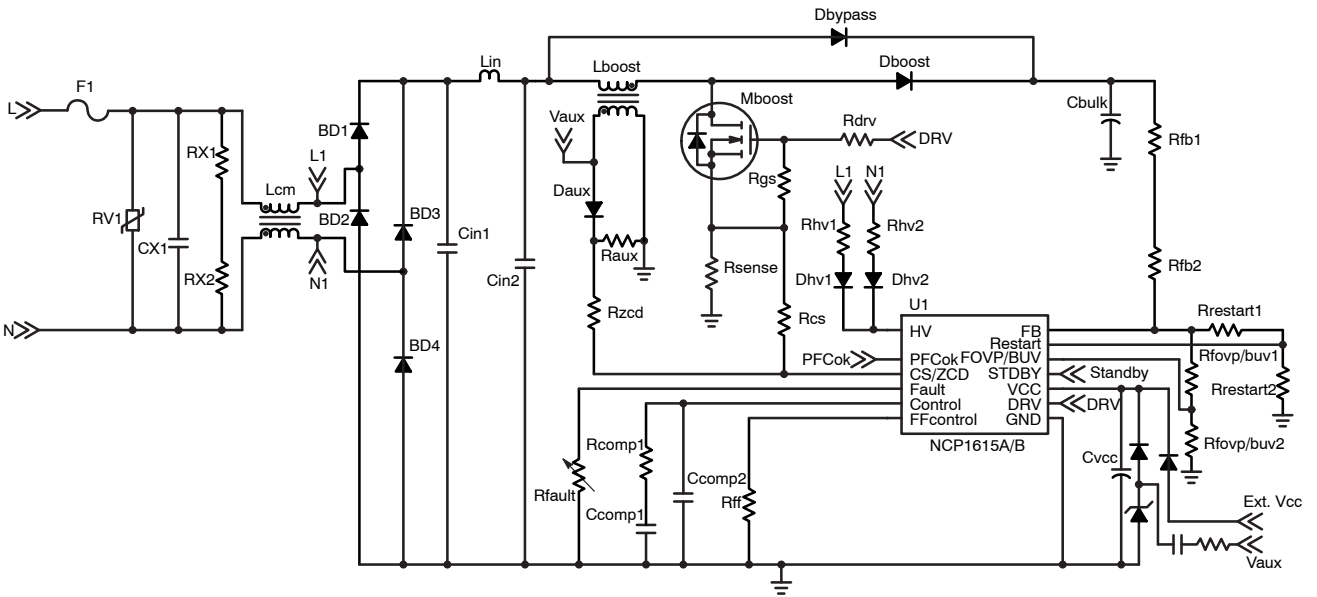 Dbypass
Lin
Lboost
Dboost
F1
L
Mboost
Cbulk
Vaux
Rdrv
DRV
BD1
RX1
L1
Rfb1
Lcm
Rgs
L1
N1
Daux
RV1
BD2
BD3
CX1
Cin1
Rhv1
Rhv2
Raux
Rsense
Rfb2
RX2
N1
Cin2
Dhv1
Dhv2
U1
Rzcd
Rcs
Rrestart1
N
HV
FB
Restart
BD4
PFCok
PFCok
FOVP/BUV
Rfovp/buv1
CS/ZCD
STDBY
Standby
Fault
VCC
Rrestart2
Control
DRV
DRV
FFcontrol
GND
NCP1615A/B
Rcomp1
Rfovp/buv2
Cvcc
Ccomp2
Rfault
Rff
Ext. Vcc
Ccomp1
Vaux